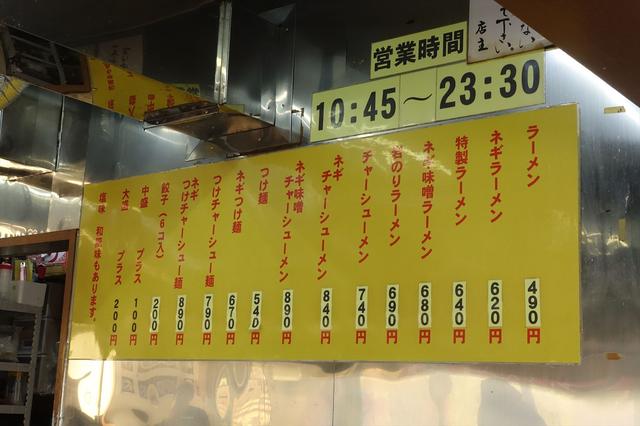 ない
で下さい
店主
営業時間
10:45～23:30
ラーメン 490円
ネギラーメン 620円
特製ラーメン 640円
ネギ味噌ラーメン 680円
岩のりラーメン 690円
チャーシューメン 740円
ネギチャーシューメン 840円
ネギ味噌チャーシューメン 890円
つけ麺 540円
ネギつけ麺 670円
つけチャーシュー麺 790円
ネギつけチャーシュー麺 890円
餃子（6コ入） 200円
中盛 プラス 100円
大盛 プラス 200円
塩味 和風味もあります。